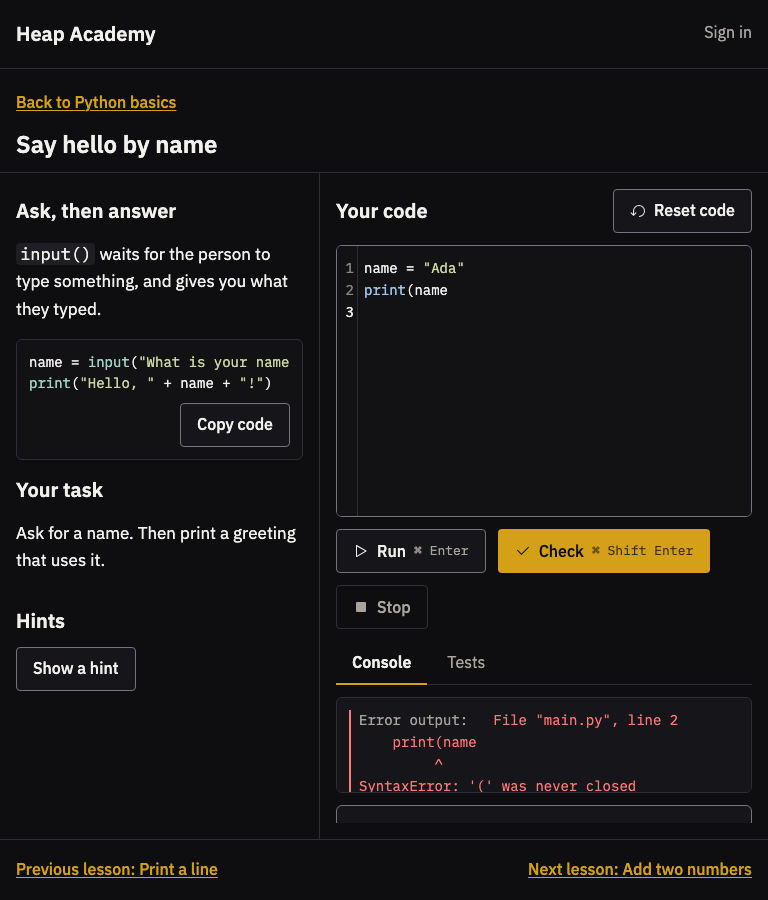 Heap Academy
Sign in
Back to Python basics
Say hello by name
Ask, then answer
input() waits for the person to
type something, and gives you what
they typed.
name = input("What is your name
print("Hello, " + name + "!")
Copy code
Your task
Ask for a name. Then print a greeting
that uses it.
Hints
Show a hint
Your code
Reset code
1 name = "Ada"
2 print(name
3
Run ⌘ Enter
Check ⌘ Shift Enter
Stop
Console
Tests
Error output:   File "main.py", line 2
    print(name
         ^
SyntaxError: '(' was never closed
Previous lesson: Print a line
Next lesson: Add two numbers